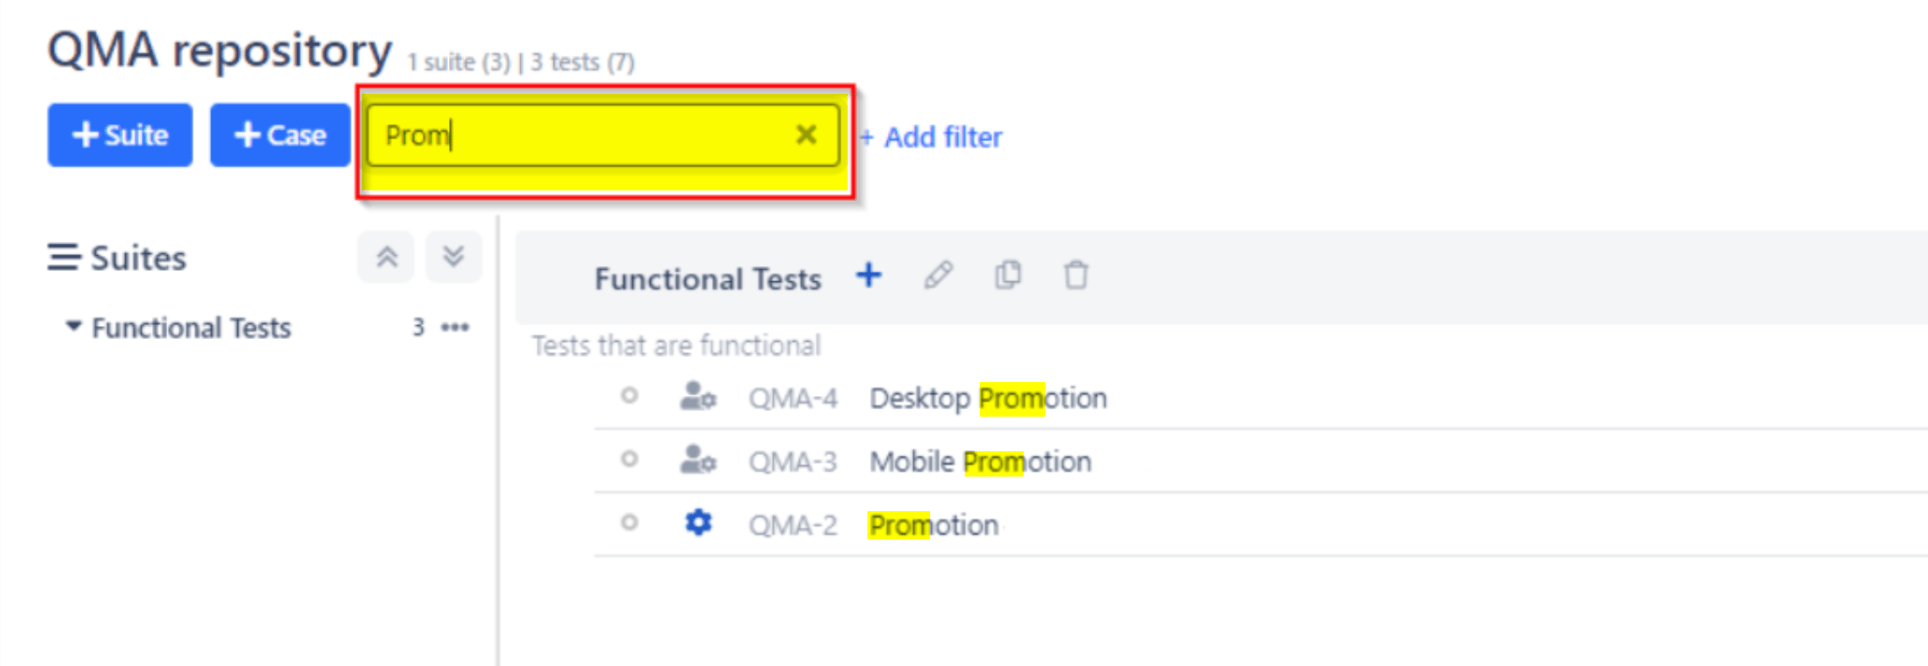 QMA repository 1 suite (3) | 3 tests (7)
+ Suite + Case Prom + Add filter
Suites
Functional Tests 3 •••
Functional Tests
Tests that are functional
QMA-4 Desktop Promotion
QMA-3 Mobile Promotion
QMA-2 Promotion